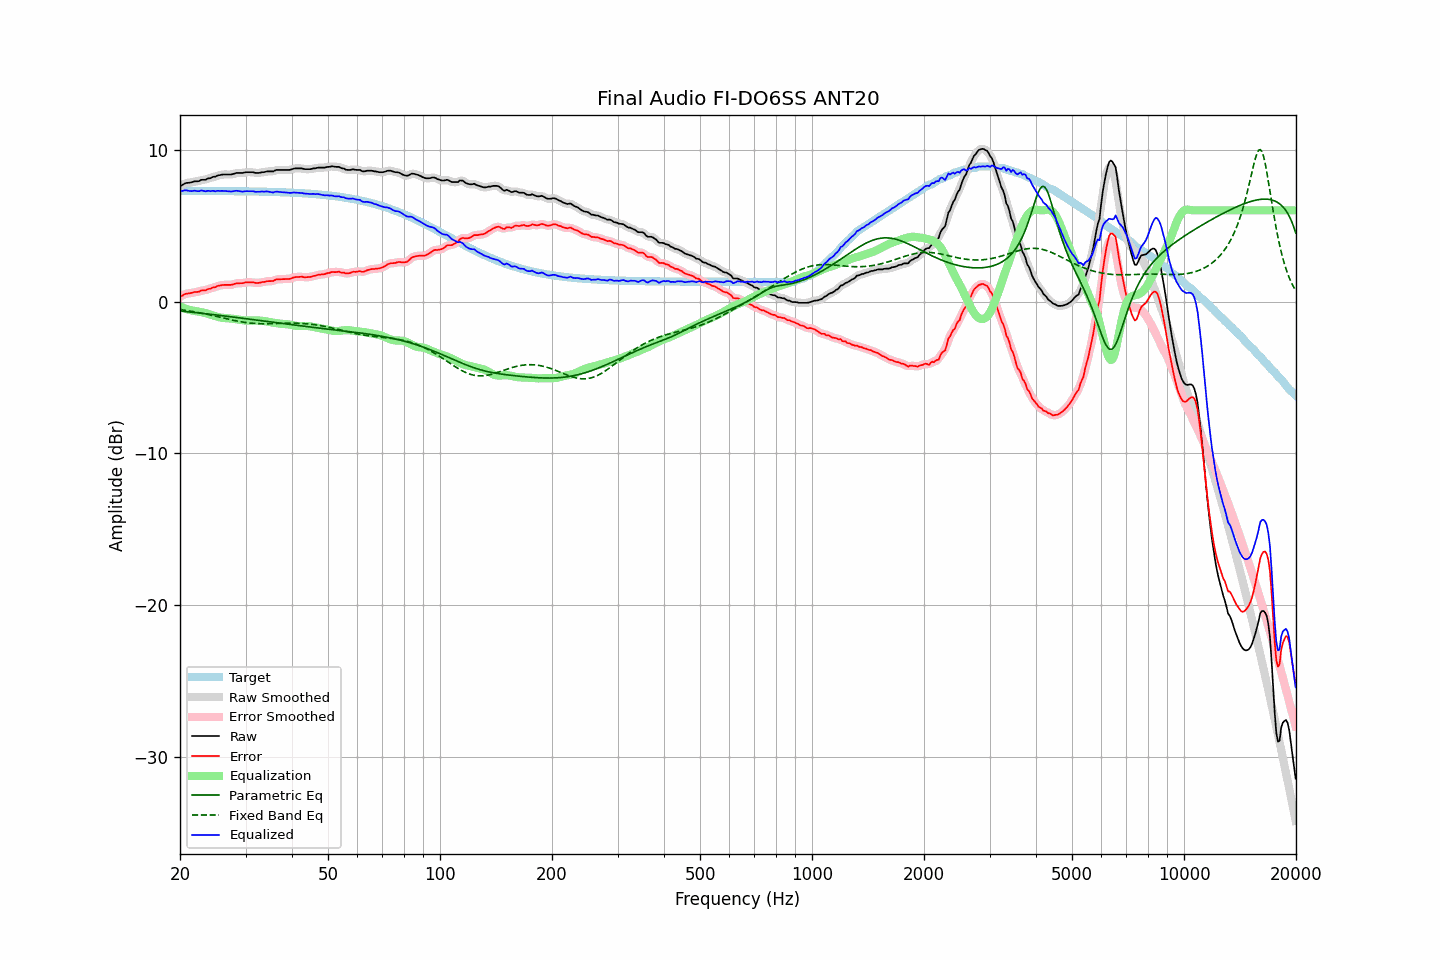 Final Audio FI-DO6SS ANT20
10
0
−10
−20
−30
Amplitude (dBr)
Target
Raw Smoothed
Error Smoothed
Raw
Error
Equalization
Parametric Eq
Fixed Band Eq
Equalized
20 50 100 200 500 1000 2000 5000 10000 20000
Frequency (Hz)